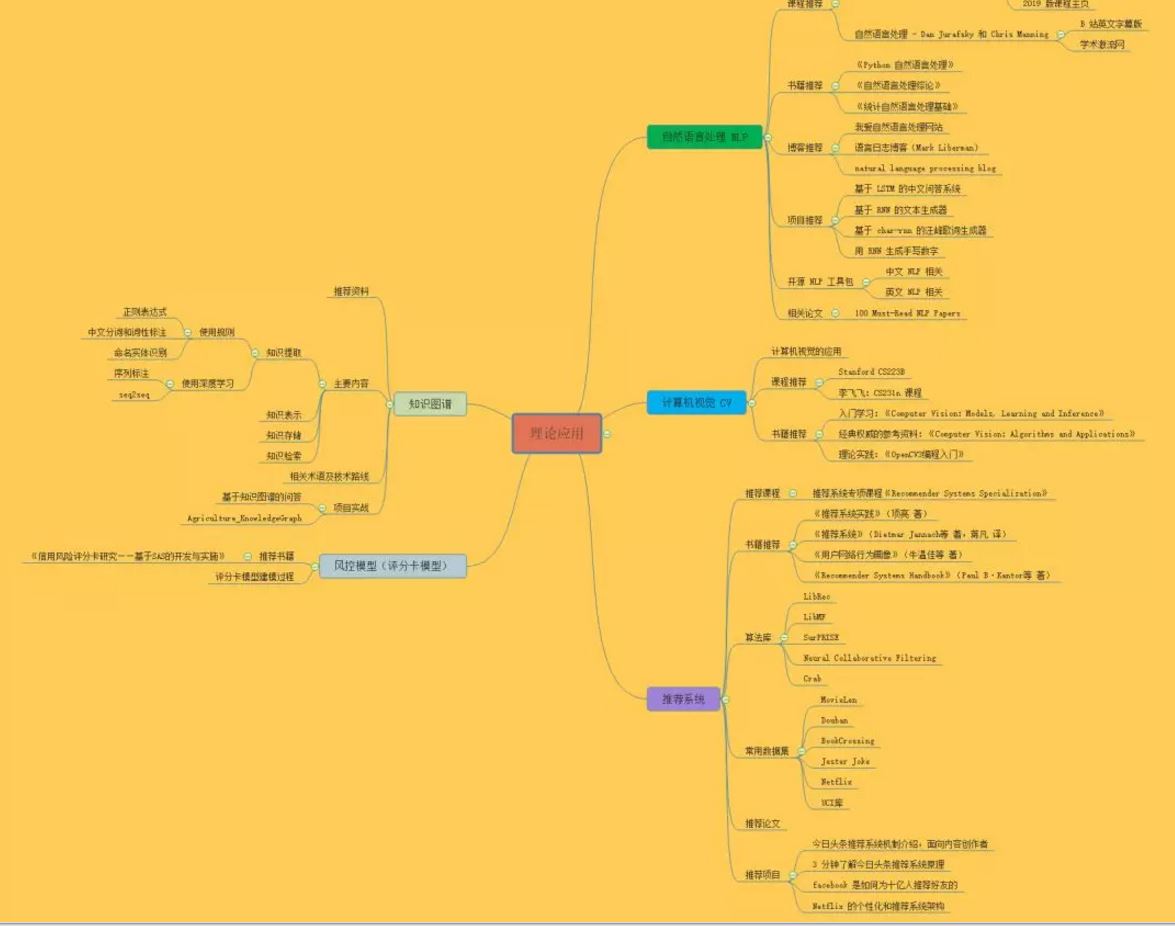 理论应用
自然语言处理 NLP
课程推荐
2019 版课程主页
自然语言处理 - Dan Jurafsky 和 Chris Manning
B 站英文字幕版
学术激流网
书籍推荐
《Python 自然语言处理》
《自然语言处理综论》
《统计自然语言处理基础》
博客推荐
我爱自然语言处理网站
语言日志博客（Mark Liberman）
natural language processing blog
项目推荐
基于 LSTM 的中文问答系统
基于 RNN 的文本生成器
基于 char-rnn 的汪峰歌词生成器
用 RNN 生成手写数字
开源 NLP 工具包
中文 NLP 相关
英文 NLP 相关
相关论文
100 Must-Read NLP Papers
计算机视觉 CV
计算机视觉的应用
课程推荐
Stanford CS223B
李飞飞: CS231n 课程
书籍推荐
入门学习:《Computer Vision: Models, Learning and Inference》
经典权威的参考资料:《Computer Vision: Algorithms and Applications》
理论实践:《OpenCV3编程入门》
推荐系统
推荐课程
推荐系统专项课程《Recommender Systems Specialization》
书籍推荐
《推荐系统实践》（项亮 著）
《推荐系统》（Dietmar Jannach等 著，蒋凡 译）
《用户网络行为画像》（牛温佳等 著）
《Recommender Systems Handbook》（Paul B·Kantor等 著）
算法库
LibRec
LibMF
SurPRISE
Neural Collaborative Filtering
Crab
常用数据集
MovieLen
Douban
BookCrossing
Jester Joke
Netflix
UCI库
推荐论文
推荐项目
今日头条推荐系统机制介绍，面向内容创作者
3 分钟了解今日头条推荐系统原理
facebook 是如何为十亿人推荐好友的
Netflix 的个性化和推荐系统架构
知识图谱
推荐资料
主要内容
知识提取
使用规则
正则表达式
中文分词和词性标注
命名实体识别
使用深度学习
序列标注
seq2seq
知识表示
知识存储
知识检索
相关术语及技术路线
项目实战
基于知识图谱的问答
Agriculture_KnowledgeGraph
风控模型（评分卡模型）
推荐书籍
《信用风险评分卡研究——基于SAS的开发与实施》
评分卡模型建模过程